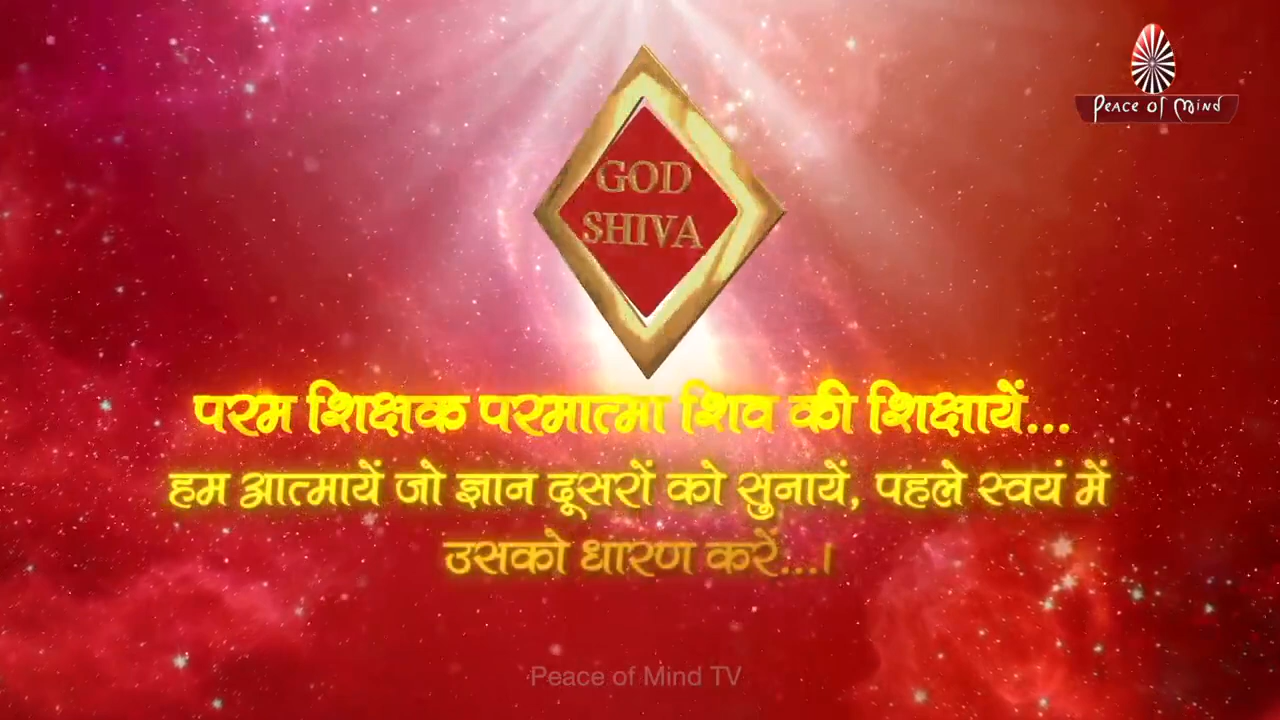 Peace of Mind
GOD
SHIVA
परम शिक्षक परमात्मा शिव की शिक्षायें...
हम आत्मायें जो ज्ञान दूसरों को सुनायें, पहले स्वयं में
उसको धारण करें...।
Peace of Mind TV